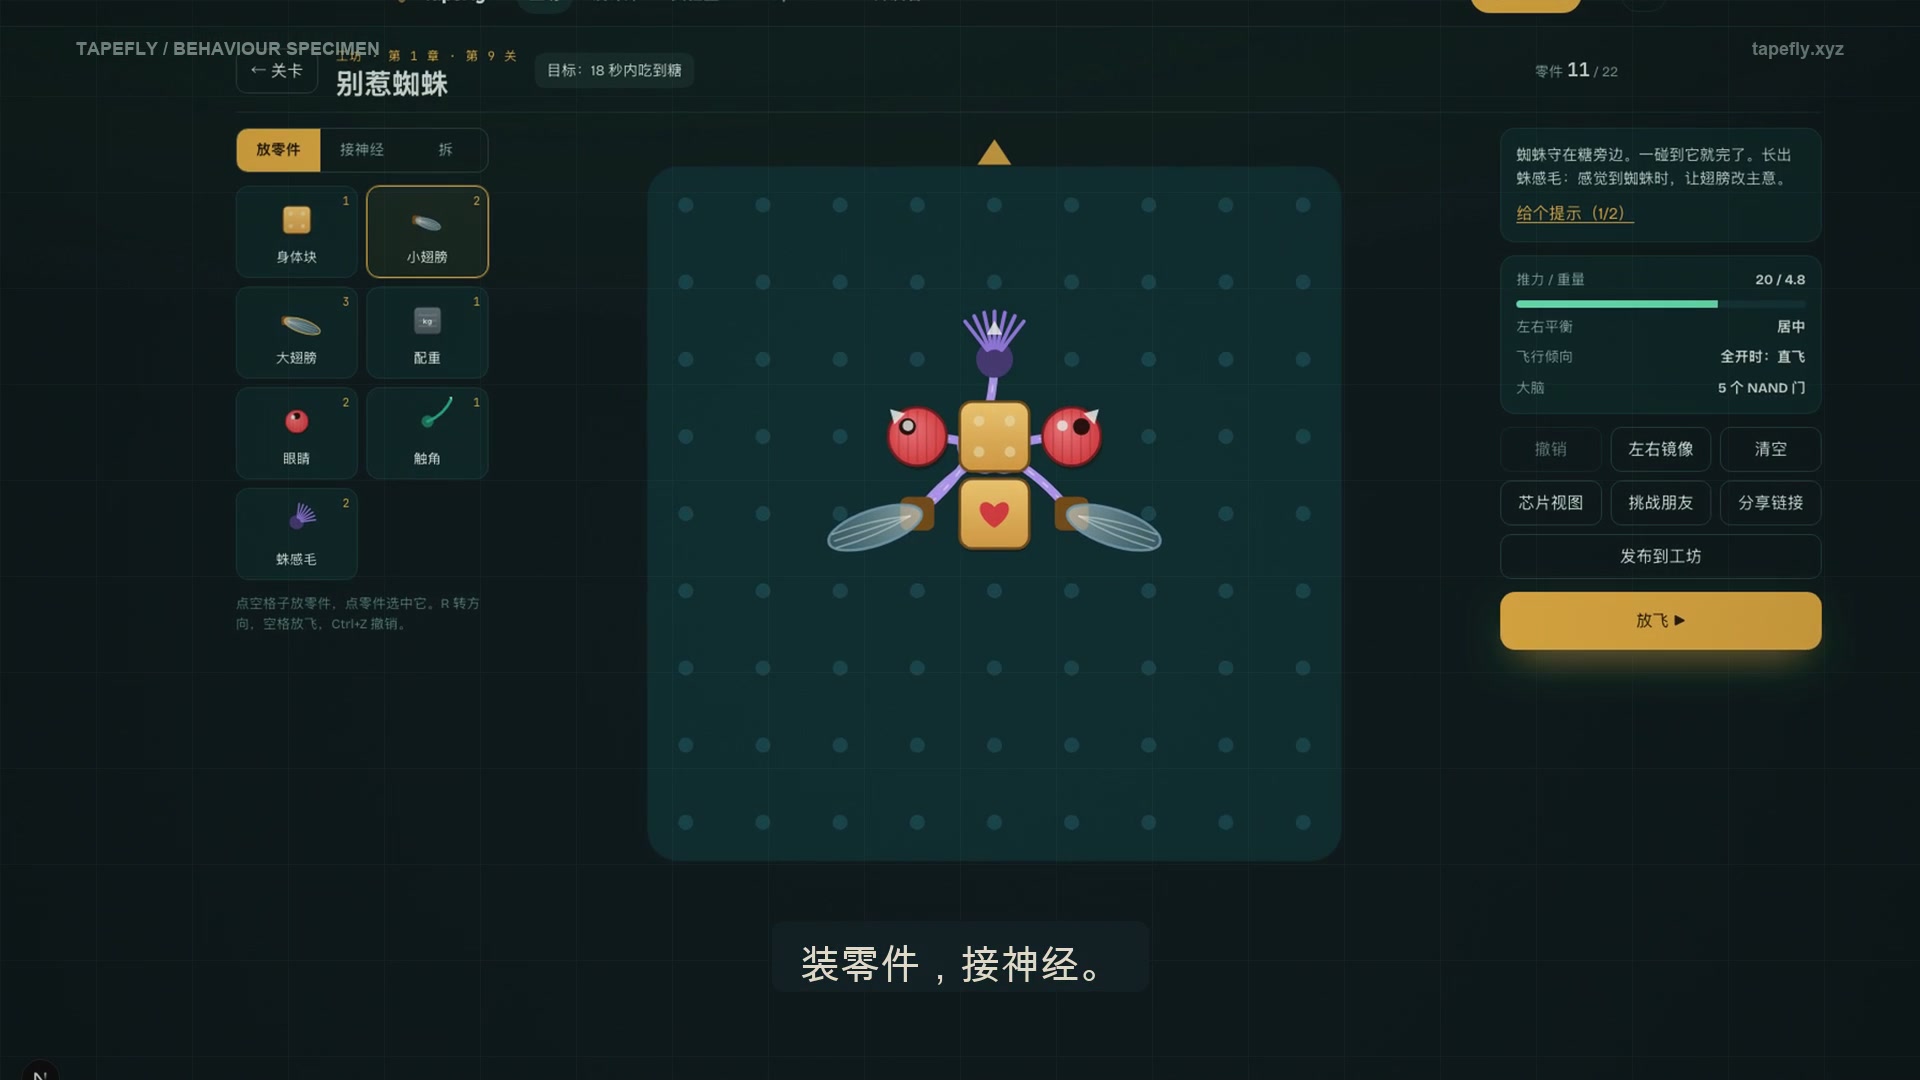 TAPEFLY / BEHAVIOUR SPECIMEN
tapefly.xyz
← 关卡
工坊 · 第 1 章 · 第 9 关
别惹蜘蛛
目标：18 秒内吃到糖
零件 11 / 22
放零件
接神经
拆
1
身体块
2
小翅膀
3
大翅膀
1
kg
配重
2
眼睛
1
触角
2
蛛感毛
点空格子放零件，点零件选中它。R 转方
向，空格放飞，Ctrl+Z 撤销。
蜘蛛守在糖旁边。一碰到它就完了。长出
蛛感毛：感觉到蜘蛛时，让翅膀改主意。
给个提示（1/2）
推力 / 重量 20 / 4.8
左右平衡 居中
飞行倾向 全开时：直飞
大脑 5 个 NAND 门
撤销
左右镜像
清空
芯片视图
挑战朋友
分享链接
发布到工坊
放飞 ▶
装零件，接神经。